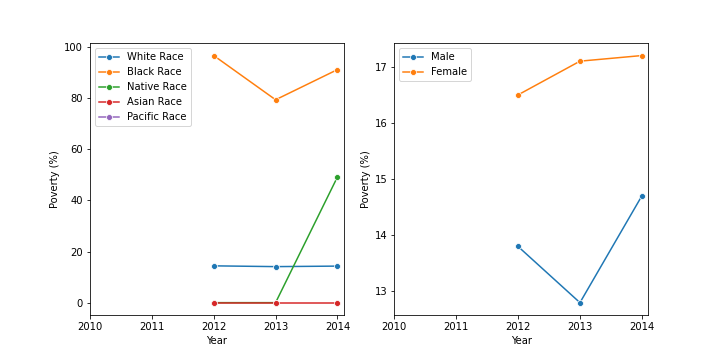 White Race
Black Race
Native Race
Asian Race
Pacific Race
100
80
60
40
20
0
Poverty (%)
2010 2011 2012 2013 2014
Year
Male
Female
17
16
15
14
13
Poverty (%)
2010 2011 2012 2013 2014
Year